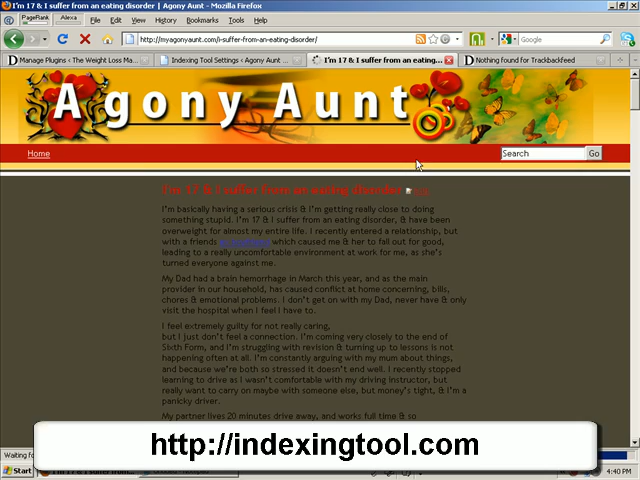 I'm 17 & I suffer from an eating disorder | Agony Aunt - Mozilla Firefox
PageRank Alexa File Edit View History Bookmarks Tools Help
http://myagonyaunt.com/i-suffer-from-an-eating-disorder/ Google
Manage Plugins ‹ The Weight Loss Ma... Indexing Tool Settings ‹ Agony Aunt ... I'm 17 & I suffer from an eating... Nothing found for Trackbackfeed
Agony Aunt
Home Search Go
I'm 17 & I suffer from an eating disorder
I'm basically having a serious crisis & I'm getting really close to doing
something stupid. I'm 17 & I suffer from an eating disorder, & have been
overweight for almost my entire life. I recently entered a relationship, but
with a friends which caused me & her to fall out for good,
leading to a really uncomfortable environment at work for me, as she's
turned everyone against me.
My Dad had a brain hemorrhage in March this year, and as the main
provider in our household, has caused conflict at home concerning, bills,
chores & emotional problems. I don't get on with my Dad, never have & only
visit the hospital when I feel I have to.
I feel extremely guilty for not really caring,
but I just don't feel a connection. I'm coming very closely to the end of
Sixth Form, and I'm struggling with revision & turning up to lessons is not
happening often at all. I'm constantly arguing with my mum about things,
and because we're both so stressed it doesn't end well. I recently stopped
learning to drive as I wasn't comfortable with my driving instructor, but
really want to carry on maybe with someone else, but money's tight, & I'm a
panicky driver.
My partner lives 20 minutes drive away, and works full time & so
http://indexingtool.com
Waiting fo
Start I'm 17 & I suffer from... 4:40 PM